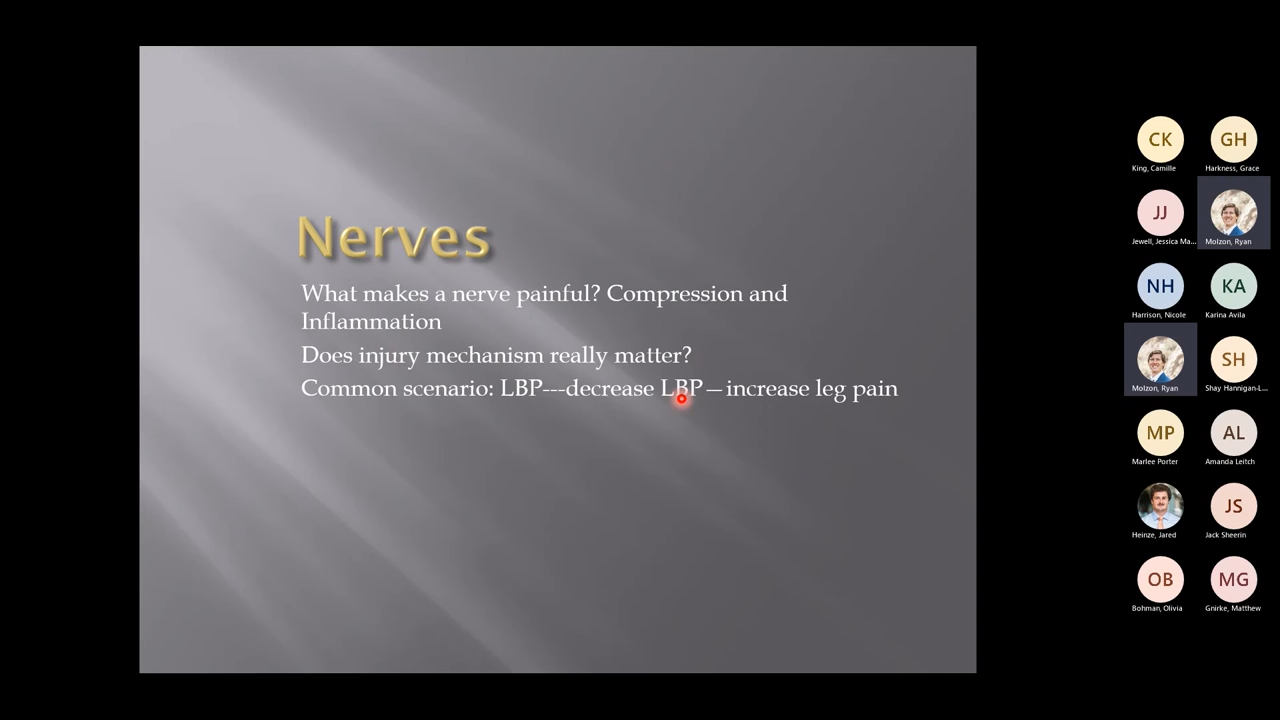 Nerves
What makes a nerve painful? Compression and
Inflammation
Does injury mechanism really matter?
Common scenario: LBP---decrease LBP—increase leg pain
CK
King, Camille
GH
Harkness, Grace
JJ
Jewell, Jessica Ma...
Molzon, Ryan
NH
Harrison, Nicole
KA
Karina Avila
Molzon, Ryan
SH
Shay Hannigan-L...
MP
Marlee Porter
AL
Amanda Leitch
Heinze, Jared
JS
Jack Sheerin
OB
Bohman, Olivia
MG
Gnirke, Matthew